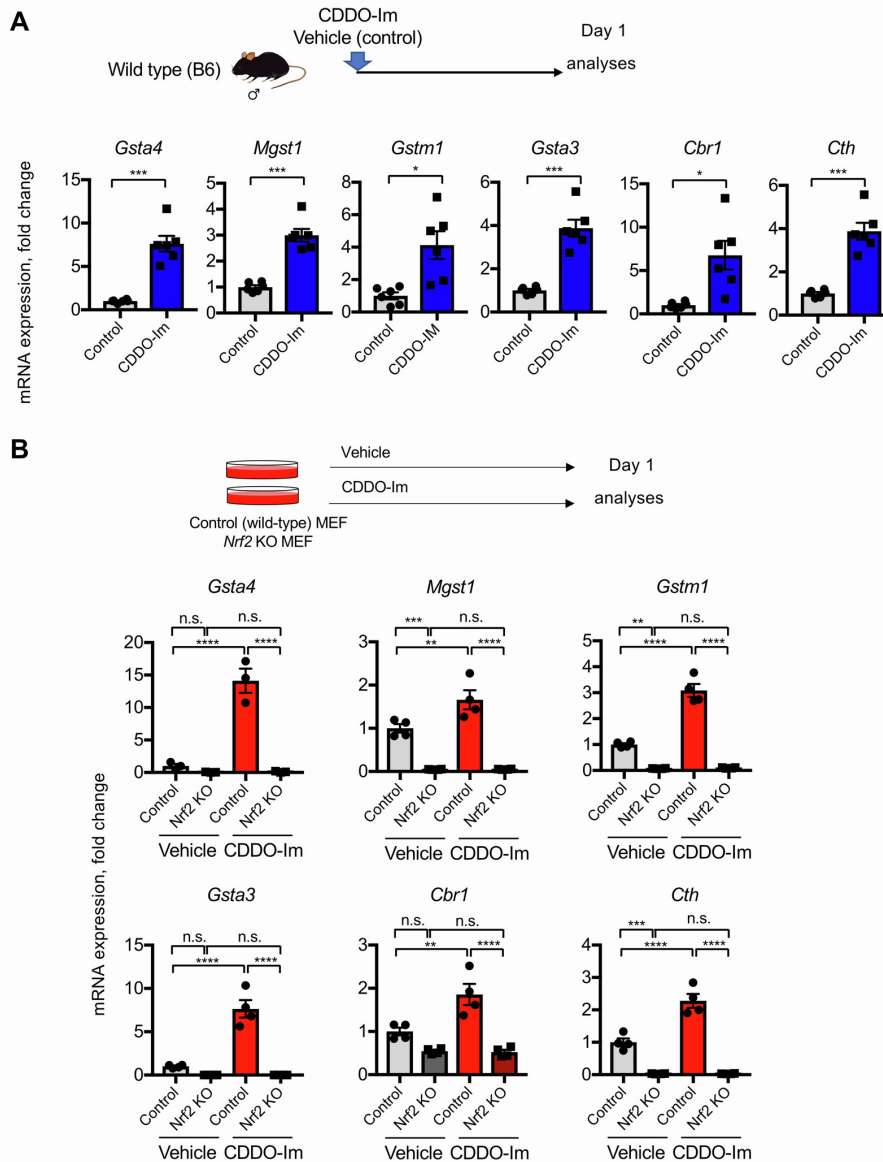 A
CDDO-Im
Vehicle (control)
Day 1
analyses
Wild type (B6)
♂
mRNA expression, fold change
Gsta4
***
15
10
5
0
Control
CDDO-Im
Mgst1
***
5
4
3
2
1
0
Control
CDDO-Im
Gstm1
*
8
6
4
2
0
Control
CDDO-IM
Gsta3
***
6
4
2
0
Control
CDDO-Im
Cbr1
*
15
10
5
0
Control
CDDO-Im
Cth
***
6
4
2
0
Control
CDDO-Im
B
Vehicle
CDDO-Im
Day 1
analyses
Control (wild-type) MEF
Nrf2 KO MEF
mRNA expression, fold change
Gsta4
n.s. n.s.
**** ****
20
15
10
5
0
Control
Nrf2 KO
Control
Nrf2 KO
Vehicle CDDO-Im
Mgst1
*** n.s.
** ****
3
2
1
0
Control
Nrf2 KO
Control
Nrf2 KO
Vehicle CDDO-Im
Gstm1
** n.s.
**** ****
5
4
3
2
1
0
Control
Nrf2 KO
Control
Nrf2 KO
Vehicle CDDO-Im
Gsta3
n.s. n.s.
**** ****
15
10
5
0
Control
Nrf2 KO
Control
Nrf2 KO
Vehicle CDDO-Im
Cbr1
n.s. n.s.
** ****
3
2
1
0
Control
Nrf2 KO
Control
Nrf2 KO
Vehicle CDDO-Im
Cth
*** n.s.
**** ****
4
3
2
1
0
Control
Nrf2 KO
Control
Nrf2 KO
Vehicle CDDO-Im